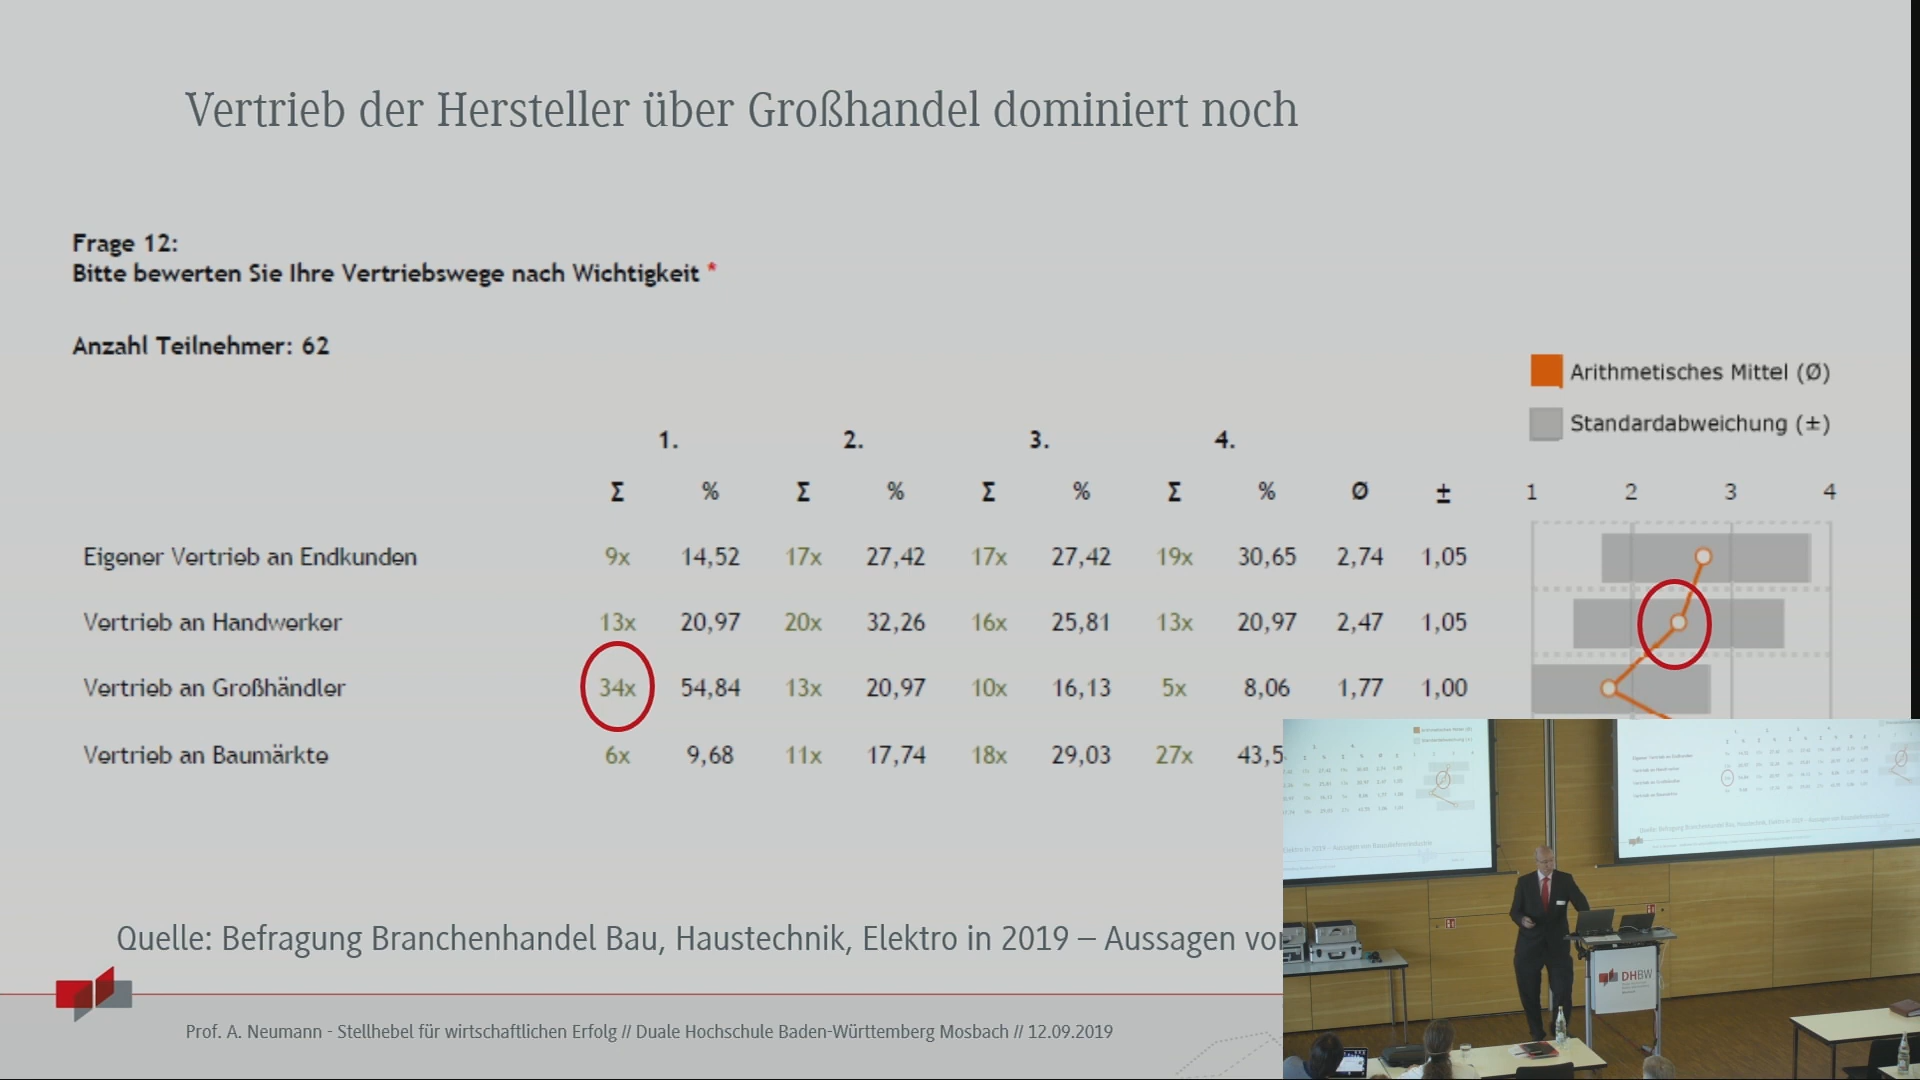 Vertrieb der Hersteller über Großhandel dominiert noch
Frage 12:
Bitte bewerten Sie Ihre Vertriebswege nach Wichtigkeit *
Anzahl Teilnehmer: 62
Arithmetisches Mittel (Ø)
Standardabweichung (±)
1. 2. 3. 4.
Σ % Σ % Σ % Σ % Ø ± 1 2 3 4
Eigener Vertrieb an Endkunden 9x 14,52 17x 27,42 17x 27,42 19x 30,65 2,74 1,05
Vertrieb an Handwerker 13x 20,97 20x 32,26 16x 25,81 13x 20,97 2,47 1,05
Vertrieb an Großhändler 34x 54,84 13x 20,97 10x 16,13 5x 8,06 1,77 1,00
Vertrieb an Baumärkte 6x 9,68 11x 17,74 18x 29,03 27x 43,5
Quelle: Befragung Branchenhandel Bau, Haustechnik, Elektro in 2019 – Aussagen vor
Prof. A. Neumann - Stellhebel für wirtschaftlichen Erfolg // Duale Hochschule Baden-Württemberg Mosbach // 12.09.2019
DHBW